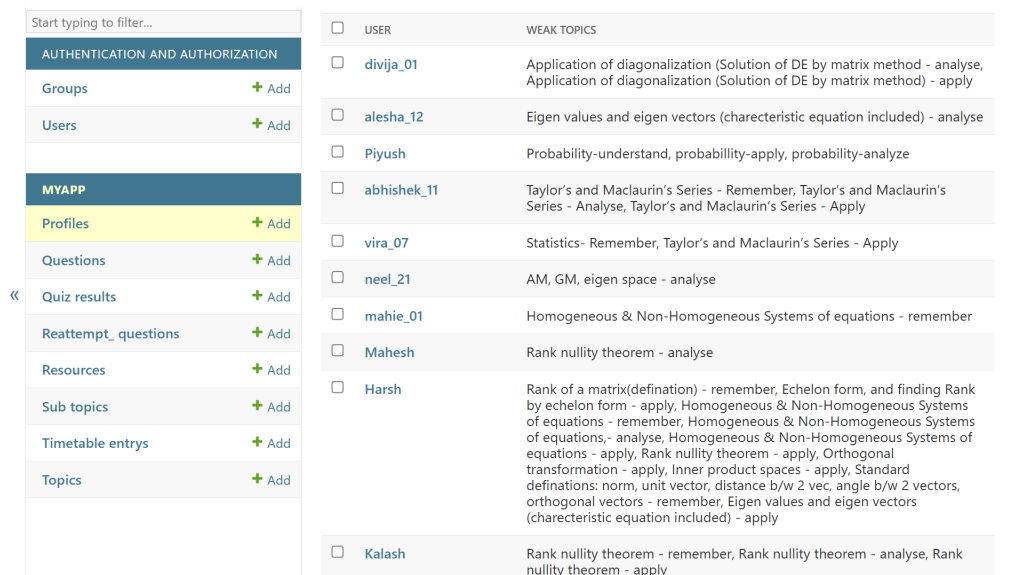 Start typing to filter...
AUTHENTICATION AND AUTHORIZATION
Groups + Add
Users + Add
MYAPP
Profiles + Add
Questions + Add
Quiz results + Add
Reattempt_ questions + Add
Resources + Add
Sub topics + Add
Timetable entrys + Add
Topics + Add
«
USER WEAK TOPICS
divija_01 Application of diagonalization (Solution of DE by matrix method - analyse,
Application of diagonalization (Solution of DE by matrix method) - apply
alesha_12 Eigen values and eigen vectors (charecteristic equation included) - analyse
Piyush Probability-understand, probabillity-apply, probability-analyze
abhishek_11 Taylor's and Maclaurin's Series - Remember, Taylor's and Maclaurin's
Series - Analyse, Taylor's and Maclaurin's Series - Apply
vira_07 Statistics- Remember, Taylor's and Maclaurin's Series - Apply
neel_21 AM, GM, eigen space - analyse
mahie_01 Homogeneous & Non-Homogeneous Systems of equations - remember
Mahesh Rank nullity theorem - analyse
Harsh Rank of a matrix(defination) - remember, Echelon form, and finding Rank
by echelon form - apply, Homogeneous & Non-Homogeneous Systems
of equations - remember, Homogeneous & Non-Homogeneous Systems
of equations,- analyse, Homogeneous & Non-Homogeneous Systems of
equations - apply, Rank nullity theorem - apply, Orthogonal
transformation - apply, Inner product spaces - apply, Standard
definations: norm, unit vector, distance b/w 2 vec, angle b/w 2 vectors,
orthogonal vectors - remember, Eigen values and eigen vectors
(charecteristic equation included) - apply
Kalash Rank nullity theorem - remember, Rank nullity theorem - analyse, Rank
nullity theorem - apply